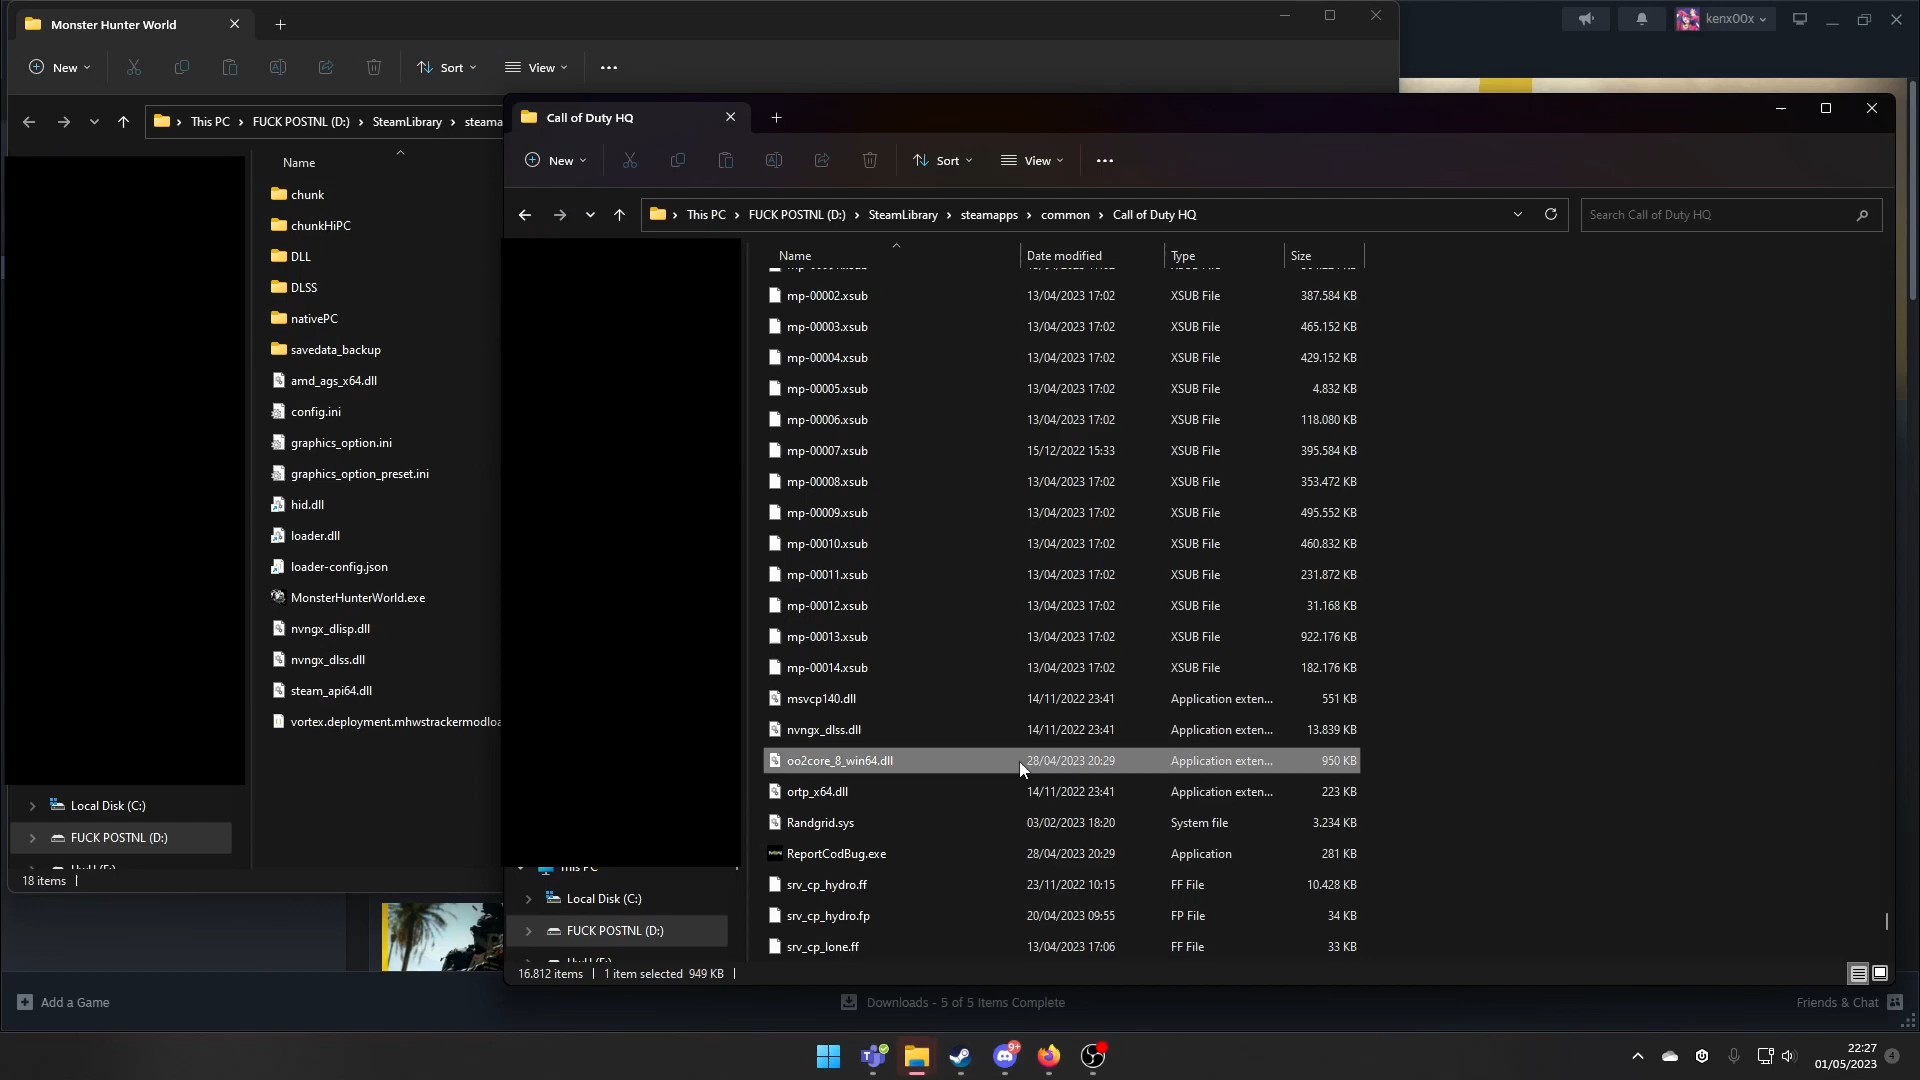 Monster Hunter World
kenx00x
New
Sort
View
This PC
FUCK POSTNL (D:)
SteamLibrary
steama
Name
chunk
chunkHiPC
DLL
DLSS
nativePC
savedata_backup
amd_ags_x64.dll
config.ini
graphics_option.ini
graphics_option_preset.ini
hid.dll
loader.dll
loader-config.json
MonsterHunterWorld.exe
nvngx_dlisp.dll
nvngx_dlss.dll
steam_api64.dll
vortex.deployment.mhwstrackermodloa
Local Disk (C:)
FUCK POSTNL (D:)
18 items
Call of Duty HQ
New
Sort
View
This PC
FUCK POSTNL (D:)
SteamLibrary
steamapps
common
Call of Duty HQ
Search Call of Duty HQ
Name Date modified Type Size
mp-00002.xsub 13/04/2023 17:02 XSUB File 387.584 KB
mp-00003.xsub 13/04/2023 17:02 XSUB File 465.152 KB
mp-00004.xsub 13/04/2023 17:02 XSUB File 429.152 KB
mp-00005.xsub 13/04/2023 17:02 XSUB File 4.832 KB
mp-00006.xsub 13/04/2023 17:02 XSUB File 118.080 KB
mp-00007.xsub 15/12/2022 15:33 XSUB File 395.584 KB
mp-00008.xsub 13/04/2023 17:02 XSUB File 353.472 KB
mp-00009.xsub 13/04/2023 17:02 XSUB File 495.552 KB
mp-00010.xsub 13/04/2023 17:02 XSUB File 460.832 KB
mp-00011.xsub 13/04/2023 17:02 XSUB File 231.872 KB
mp-00012.xsub 13/04/2023 17:02 XSUB File 31.168 KB
mp-00013.xsub 13/04/2023 17:02 XSUB File 922.176 KB
mp-00014.xsub 13/04/2023 17:02 XSUB File 182.176 KB
msvcp140.dll 14/11/2022 23:41 Application exten... 551 KB
nvngx_dlss.dll 14/11/2022 23:41 Application exten... 13.839 KB
oo2core_8_win64.dll 28/04/2023 20:29 Application exten... 950 KB
ortp_x64.dll 14/11/2022 23:41 Application exten... 223 KB
Randgrid.sys 03/02/2023 18:20 System file 3.234 KB
ReportCodBug.exe 28/04/2023 20:29 Application 281 KB
srv_cp_hydro.ff 23/11/2022 10:15 FF File 10.428 KB
srv_cp_hydro.fp 20/04/2023 09:55 FP File 34 KB
srv_cp_lone.ff 13/04/2023 17:06 FF File 33 KB
Local Disk (C:)
FUCK POSTNL (D:)
16.812 items 1 item selected 949 KB
Add a Game
Downloads - 5 of 5 Items Complete
Friends & Chat
9+
22:27
01/05/2023
4